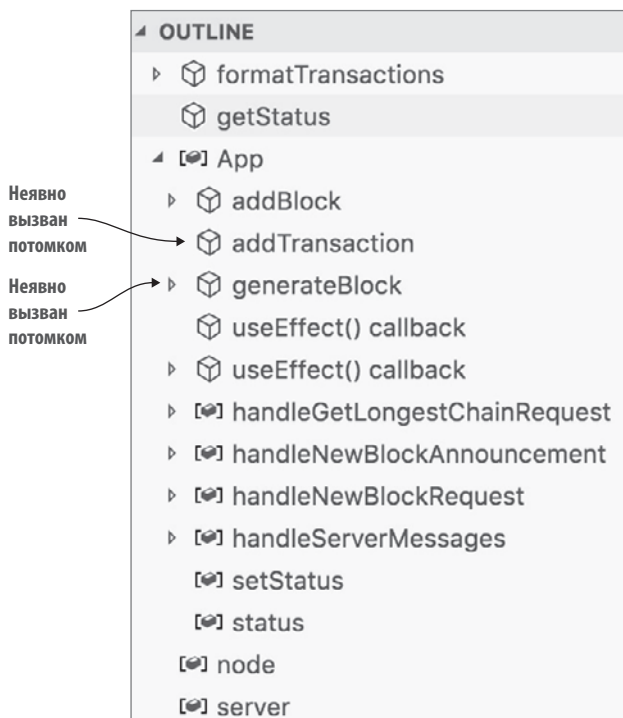 OUTLINE
formatTransactions
getStatus
App
addBlock
Неявно
вызван
потомком
addTransaction
Неявно
вызван
потомком
generateBlock
useEffect() callback
useEffect() callback
handleGetLongestChainRequest
handleNewBlockAnnouncement
handleNewBlockRequest
handleServerMessages
setStatus
status
node
server